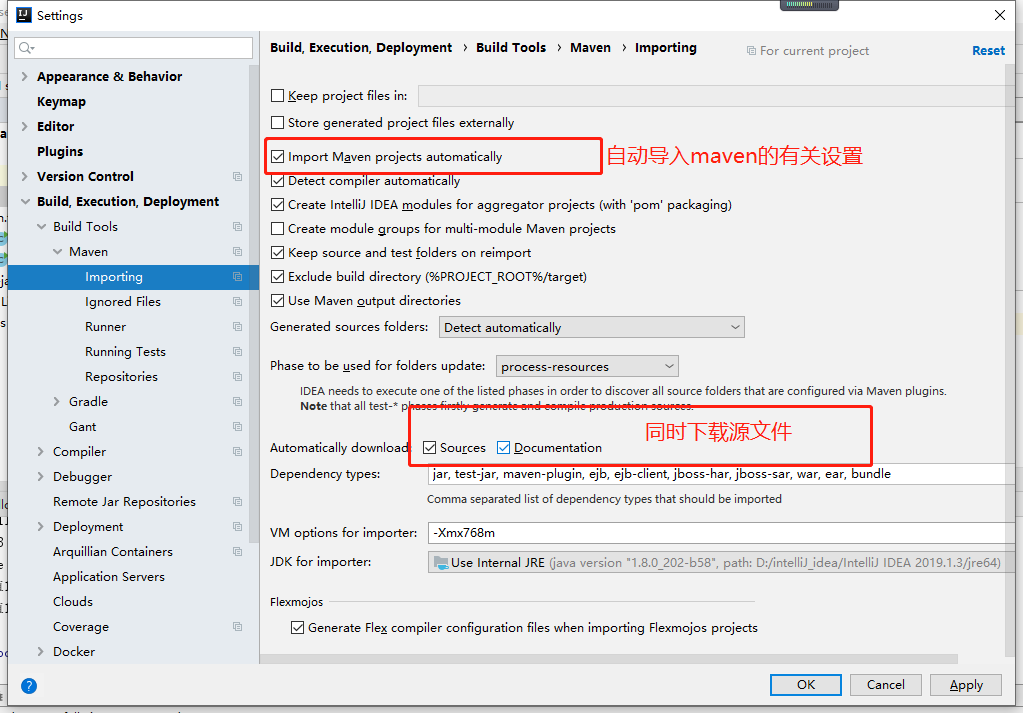 Settings
Build, Execution, Deployment › Build Tools › Maven › Importing For current project Reset
Appearance & Behavior
Keymap
Editor
Plugins
Version Control
Build, Execution, Deployment
Build Tools
Maven
Importing
Ignored Files
Runner
Running Tests
Repositories
Gradle
Gant
Compiler
Debugger
Remote Jar Repositories
Deployment
Arquillian Containers
Application Servers
Clouds
Coverage
Docker
Keep project files in:
Store generated project files externally
Import Maven projects automatically 自动导入maven的有关设置
Detect compiler automatically
Create IntelliJ IDEA modules for aggregator projects (with 'pom' packaging)
Create module groups for multi-module Maven projects
Keep source and test folders on reimport
Exclude build directory (%PROJECT_ROOT%/target)
Use Maven output directories
Generated sources folders: Detect automatically
Phase to be used for folders update: process-resources
IDEA needs to execute one of the listed phases in order to discover all source folders that are configured via Maven plugins.
Note that all test-* phases firstly generate and compile production sources.
同时下载源文件
Automatically download: Sources Documentation
Dependency types: jar, test-jar, maven-plugin, ejb, ejb-client, jboss-har, jboss-sar, war, ear, bundle
Comma separated list of dependency types that should be imported
VM options for importer: -Xmx768m
JDK for importer: Use Internal JRE (java version "1.8.0_202-b58", path: D:/intelliJ_idea/IntelliJ IDEA 2019.1.3/jre64)
Flexmojos
Generate Flex compiler configuration files when importing Flexmojos projects
? OK Cancel Apply